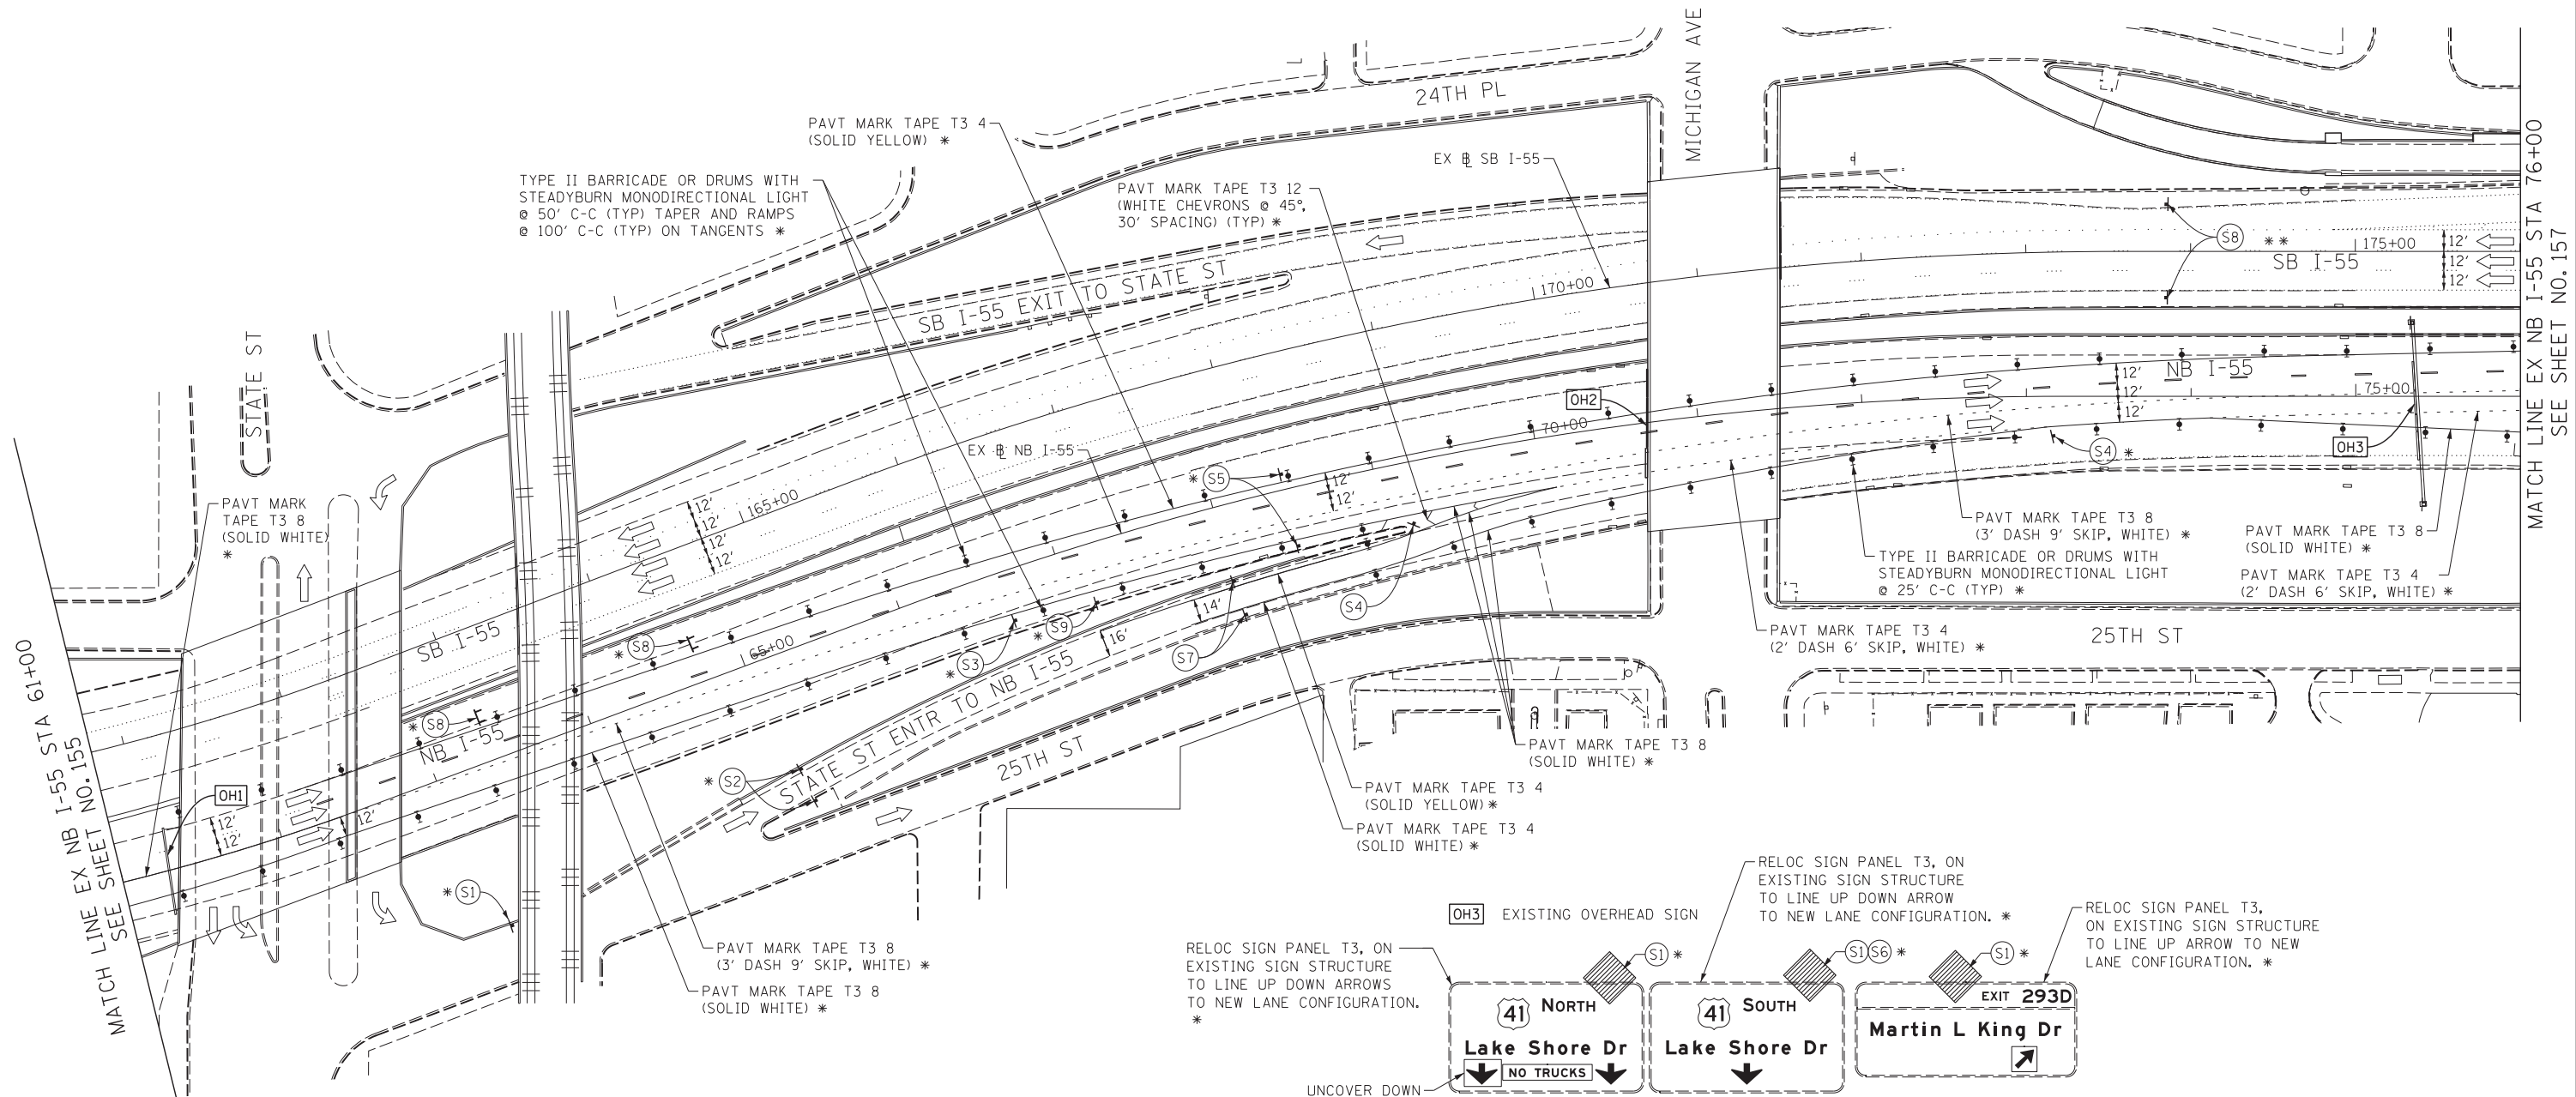 MICHIGAN AVE
24TH PL
PAVT MARK TAPE T3 4
(SOLID YELLOW) *
TYPE II BARRICADE OR DRUMS WITH
STEADYBURN MONODIRECTIONAL LIGHT
@ 50' C-C (TYP) TAPER AND RAMPS
@ 100' C-C (TYP) ON TANGENTS *
PAVT MARK TAPE T3 12
(WHITE CHEVRONS @ 45°,
30' SPACING) (TYP) *
EX BL SB I-55
SB I-55 EXIT TO STATE ST
170+00
S8 **
175+00
SB I-55
12'
12'
12'
MATCH LINE EX NB I-55 STA 76+00
SEE SHEET NO. 157
STATE ST
EX BL NB I-55
165+00
12'
12'
12'
12'
* S5
12'
12'
OH2
70+00
NB I-55
12'
12'
12'
75+00
S4 *
OH3
PAVT MARK
TAPE T3 8
(SOLID WHITE)
*
PAVT MARK TAPE T3 8
(3' DASH 9' SKIP, WHITE) *
PAVT MARK TAPE T3 8
(SOLID WHITE) *
TYPE II BARRICADE OR DRUMS WITH
STEADYBURN MONODIRECTIONAL LIGHT
@ 25' C-C (TYP) *
PAVT MARK TAPE T3 4
(2' DASH 6' SKIP, WHITE) *
PAVT MARK TAPE T3 4
(2' DASH 6' SKIP, WHITE) *
25TH ST
SB I-55
* S8
65+00
* S9
* S3
16'
14'
S7
S4
* S8
NB I-55
* S2
STATE ST ENTR TO NB I-55
25TH ST
PAVT MARK TAPE T3 8
(SOLID WHITE) *
PAVT MARK TAPE T3 4
(SOLID YELLOW) *
PAVT MARK TAPE T3 4
(SOLID WHITE) *
MATCH LINE EX NB I-55 STA 61+00
SEE SHEET NO. 155
OH1
12'
12'
12'
* S1
PAVT MARK TAPE T3 8
(3' DASH 9' SKIP, WHITE) *
PAVT MARK TAPE T3 8
(SOLID WHITE) *
OH3 EXISTING OVERHEAD SIGN
RELOC SIGN PANEL T3, ON
EXISTING SIGN STRUCTURE
TO LINE UP DOWN ARROW
TO NEW LANE CONFIGURATION. *
RELOC SIGN PANEL T3,
ON EXISTING SIGN STRUCTURE
TO LINE UP ARROW TO NEW
LANE CONFIGURATION. *
RELOC SIGN PANEL T3, ON
EXISTING SIGN STRUCTURE
TO LINE UP DOWN ARROWS
TO NEW LANE CONFIGURATION.
*
S1 *
S1 S6 *
S1 *
41 NORTH
Lake Shore Dr
NO TRUCKS
41 SOUTH
Lake Shore Dr
EXIT 293D
Martin L King Dr
UNCOVER DOWN